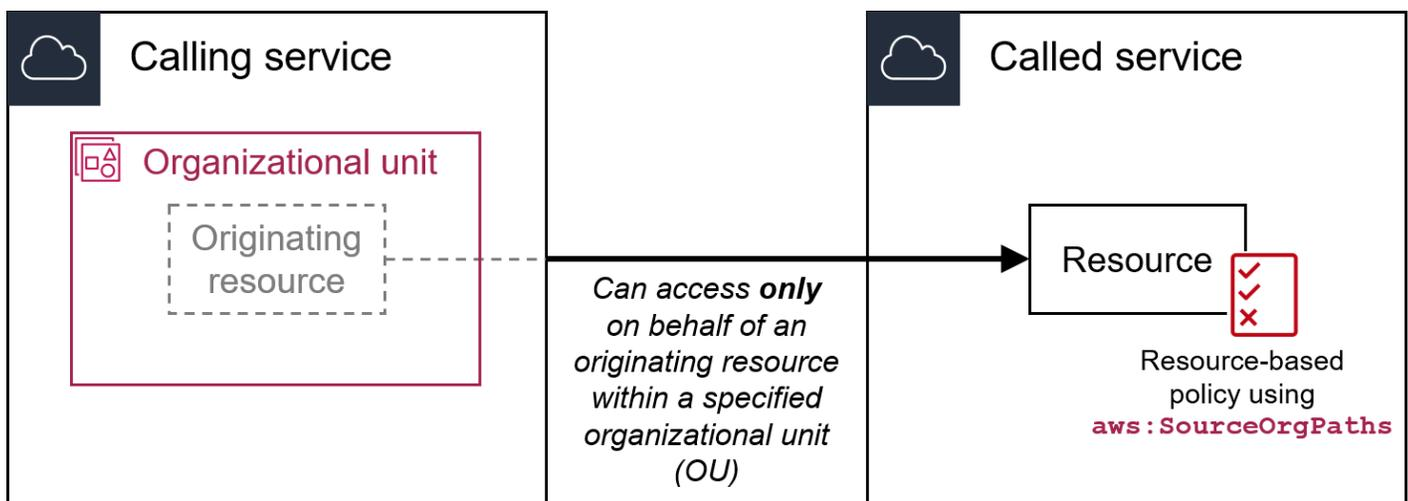 Calling service
Organizational unit
Originating
resource
Can access only
on behalf of an
originating resource
within a specified
organizational unit
(OU)
Called service
Resource
Resource-based
policy using
aws:SourceOrgPaths